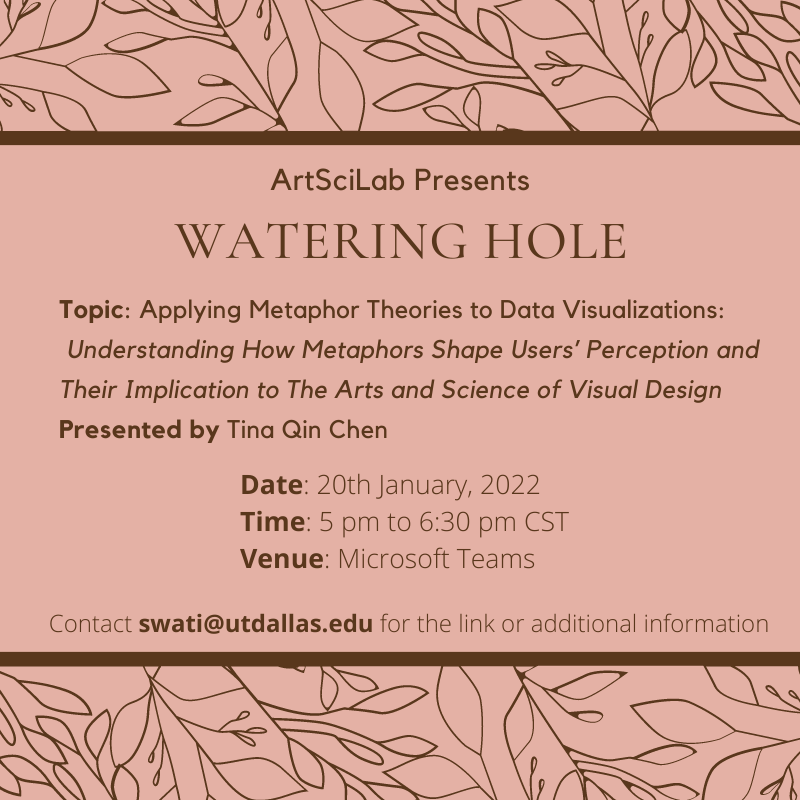 ArtSciLab Presents
WATERING HOLE
Topic: Applying Metaphor Theories to Data Visualizations:
Understanding How Metaphors Shape Users’ Perception and
Their Implication to The Arts and Science of Visual Design
Presented by Tina Qin Chen
Date: 20th January, 2022
Time: 5 pm to 6:30 pm CST
Venue: Microsoft Teams
Contact swati@utdallas.edu for the link or additional information